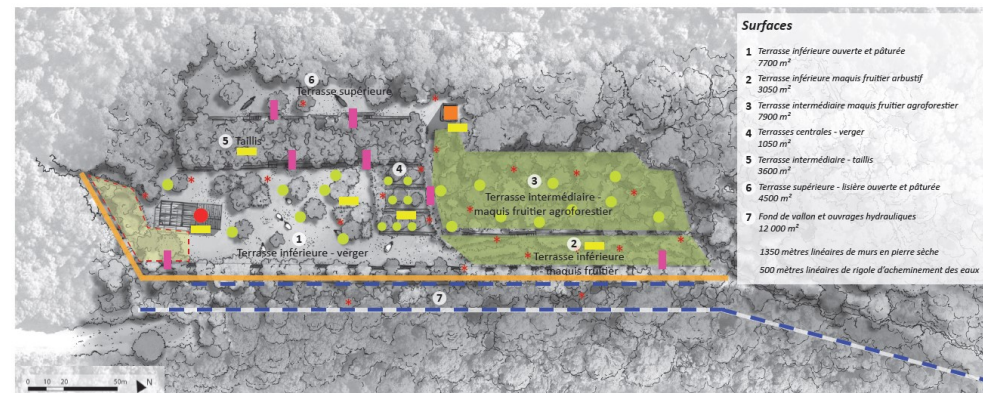 6
Terrasse supérieure
5 Taillis
4
3
Terrasse intermédiaire -
maquis fruitier agroforestier
1
Terrasse inférieure - verger
2
Terrasse inférieure
maquis fruitier
7
0 10 20 50m N
Surfaces
1 Terrasse inférieure ouverte et pâturée
7700 m²
2 Terrasse inférieure maquis fruitier arbustif
3050 m²
3 Terrasse intermédiaire maquis fruitier agroforestier
7900 m²
4 Terrasses centrales - verger
1050 m²
5 Terrasse intermédiaire - taillis
3600 m²
6 Terrasse supérieure - lisière ouverte et pâturée
4500 m²
7 Fond de vallon et ouvrages hydrauliques
12 000 m²
1350 mètres linéaires de murs en pierre sèche
500 mètres linéaires de rigole d'acheminement des eaux